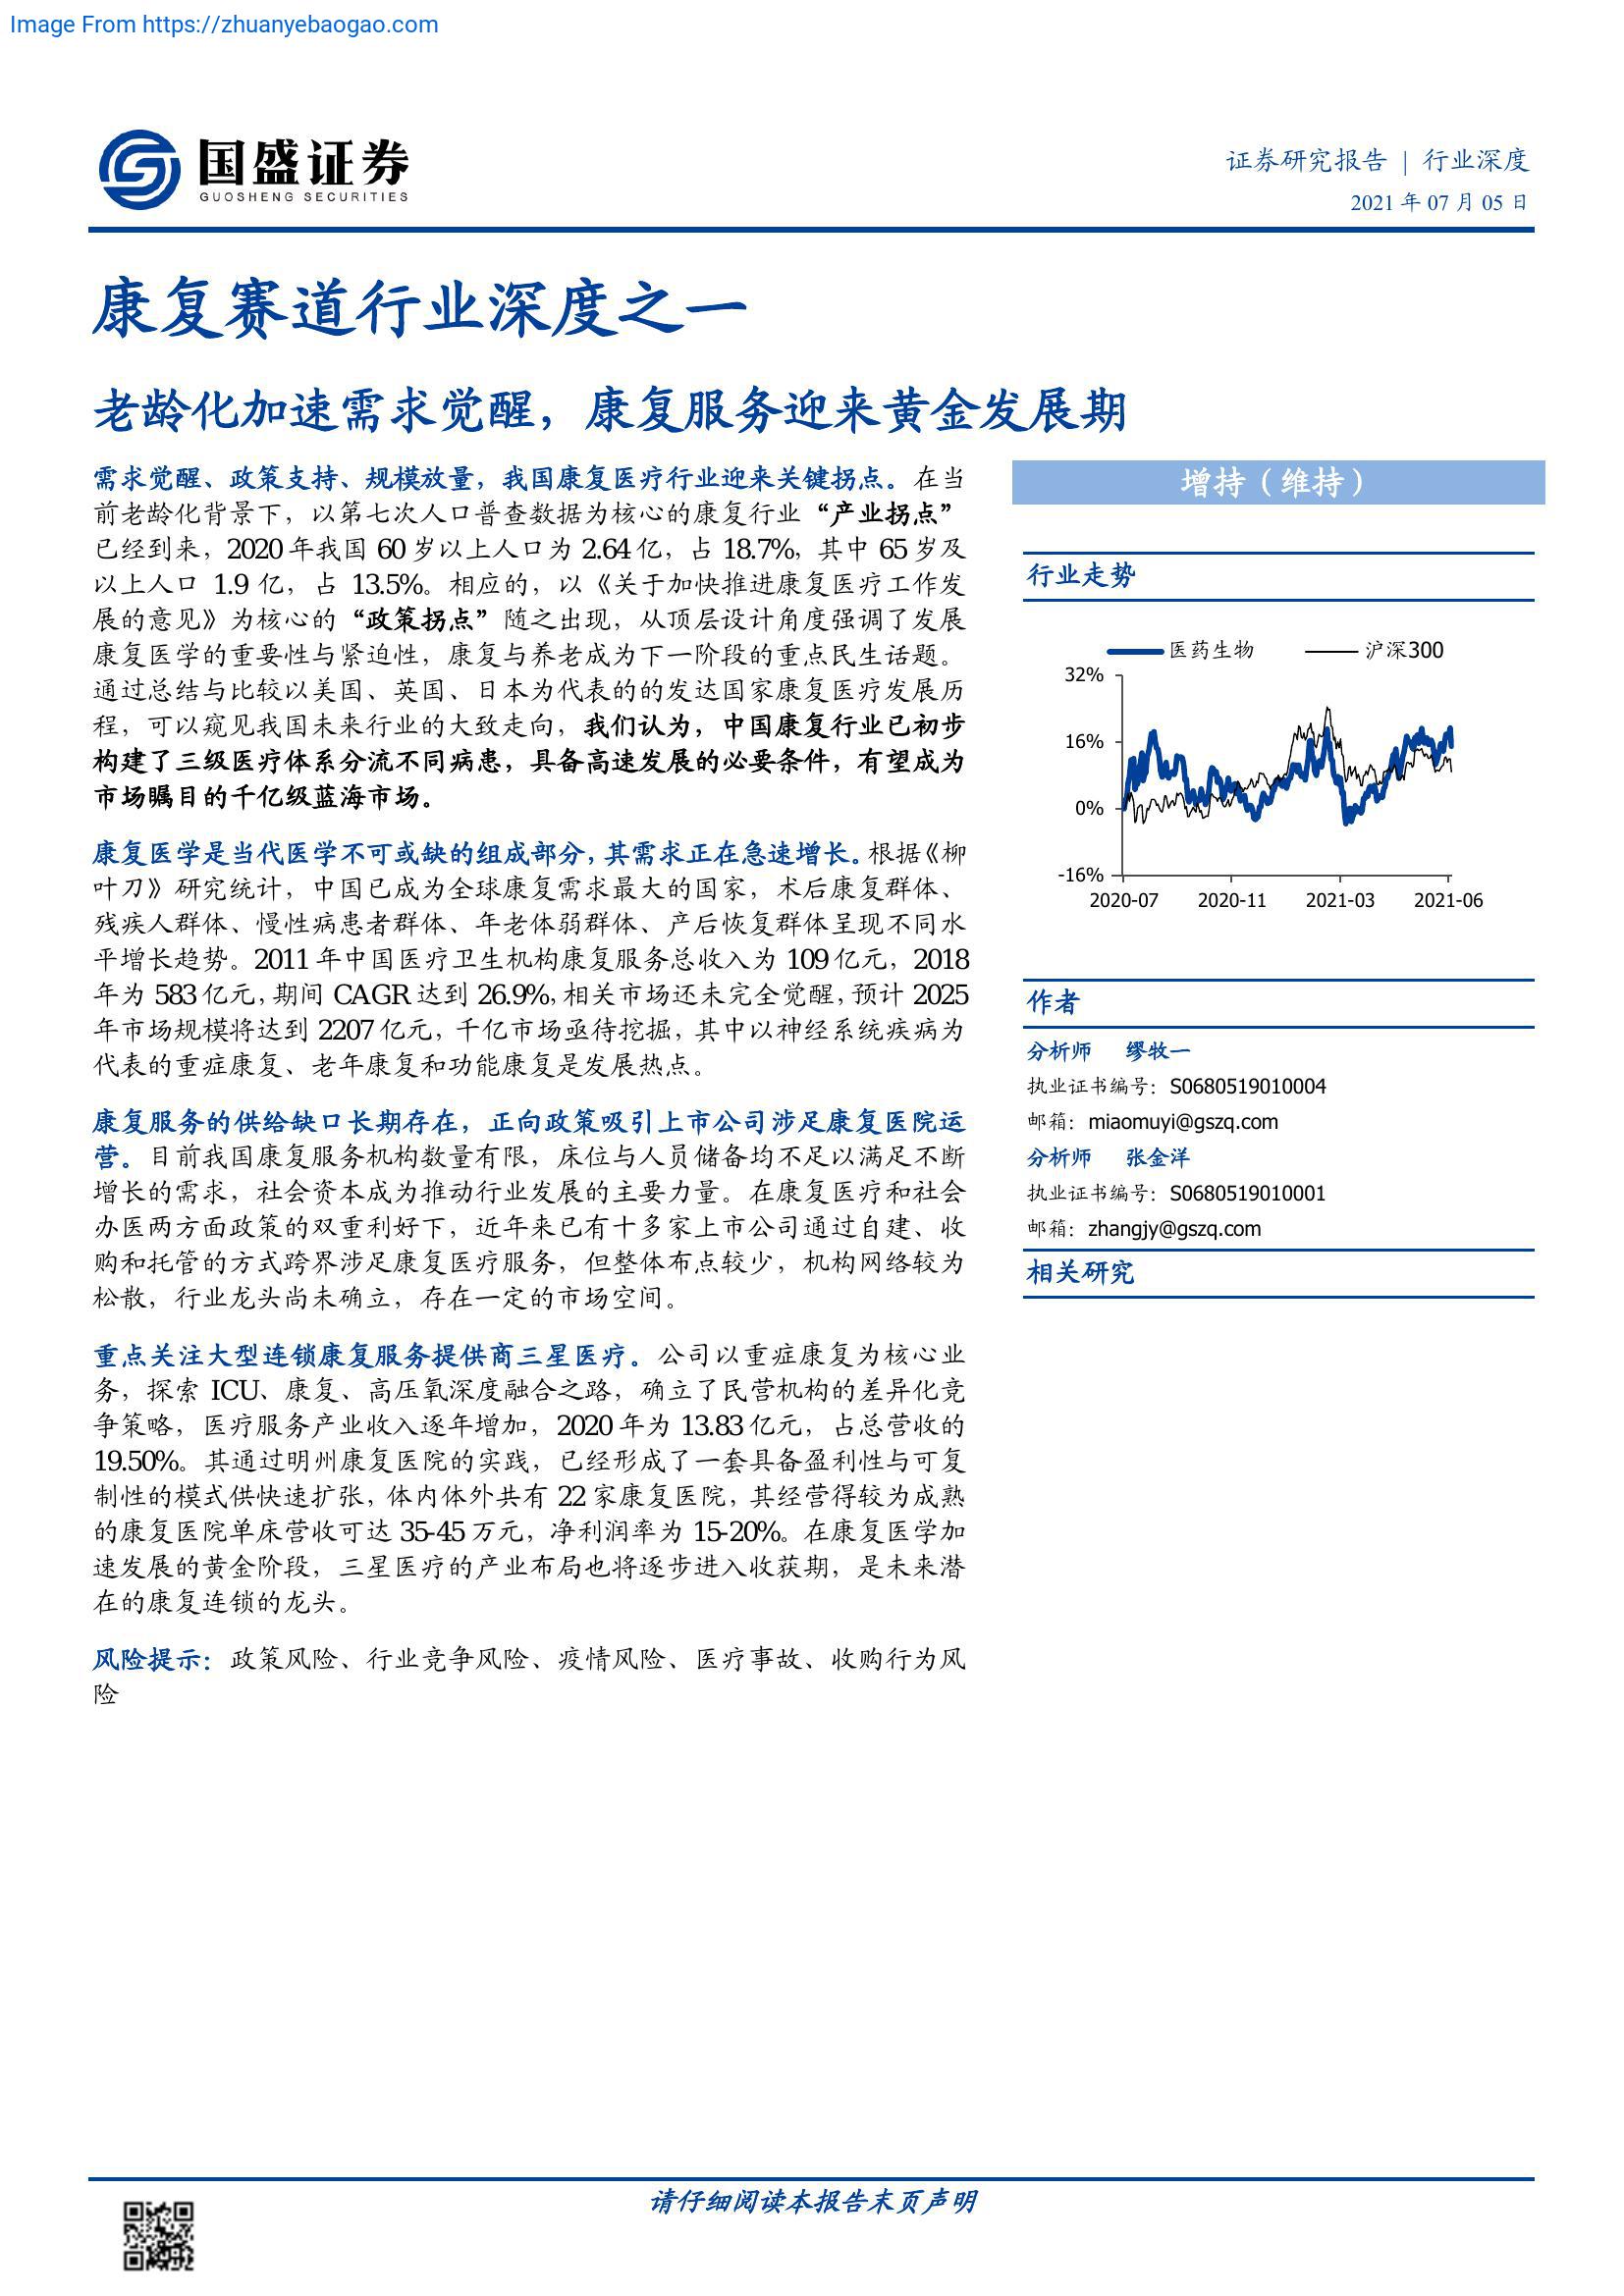 Image From https://zhuanyebaogao.com
国盛证券
GUOSHENG SECURITIES
证券研究报告 | 行业深度
2021 年 07 月 05 日
康复赛道行业深度之一
老龄化加速需求觉醒，康复服务迎来黄金发展期
需求觉醒、政策支持、规模放量，我国康复医疗行业迎来关键拐点。在当
前老龄化背景下，以第七次人口普查数据为核心的康复行业“产业拐点”
已经到来，2020 年我国 60 岁以上人口为 2.64 亿，占 18.7%，其中 65 岁及
以上人口 1.9 亿，占 13.5%。相应的，以《关于加快推进康复医疗工作发
展的意见》为核心的“政策拐点”随之出现，从顶层设计角度强调了发展
康复医学的重要性与紧迫性，康复与养老成为下一阶段的重点民生话题。
通过总结与比较以美国、英国、日本为代表的的发达国家康复医疗发展历
程，可以窥见我国未来行业的大致走向，我们认为，中国康复行业已初步
构建了三级医疗体系分流不同病患，具备高速发展的必要条件，有望成为
市场瞩目的千亿级蓝海市场。
康复医学是当代医学不可或缺的组成部分，其需求正在急速增长。根据《柳
叶刀》研究统计，中国已成为全球康复需求最大的国家，术后康复群体、
残疾人群体、慢性病患者群体、年老体弱群体、产后恢复群体呈现不同水
平增长趋势。2011 年中国医疗卫生机构康复服务总收入为 109 亿元，2018
年为 583 亿元，期间 CAGR 达到 26.9%，相关市场还未完全觉醒，预计 2025
年市场规模将达到 2207 亿元，千亿市场亟待挖掘，其中以神经系统疾病为
代表的重症康复、老年康复和功能康复是发展热点。
康复服务的供给缺口长期存在，正向政策吸引上市公司涉足康复医院运
营。目前我国康复服务机构数量有限，床位与人员储备均不足以满足不断
增长的需求，社会资本成为推动行业发展的主要力量。在康复医疗和社会
办医两方面政策的双重利好下，近年来已有十多家上市公司通过自建、收
购和托管的方式跨界涉足康复医疗服务，但整体布点较少，机构网络较为
松散，行业龙头尚未确立，存在一定的市场空间。
重点关注大型连锁康复服务提供商三星医疗。公司以重症康复为核心业
务，探索 ICU、康复、高压氧深度融合之路，确立了民营机构的差异化竞
争策略，医疗服务产业收入逐年增加，2020 年为 13.83 亿元，占总营收的
19.50%。其通过明州康复医院的实践，已经形成了一套具备盈利性与可复
制性的模式供快速扩张，体内体外共有 22 家康复医院，其经营得较为成熟
的康复医院单床营收可达 35-45 万元，净利润率为 15-20%。在康复医学加
速发展的黄金阶段，三星医疗的产业布局也将逐步进入收获期，是未来潜
在的康复连锁的龙头。
风险提示：政策风险、行业竞争风险、疫情风险、医疗事故、收购行为风
险
增持（维持）
行业走势
医药生物 沪深300
32%
16%
0%
-16%
2020-07 2020-11 2021-03 2021-06
作者
分析师 缪牧一
执业证书编号：S0680519010004
邮箱：miaomuyi@gszq.com
分析师 张金洋
执业证书编号：S0680519010001
邮箱：zhangjy@gszq.com
相关研究
请仔细阅读本报告末页声明